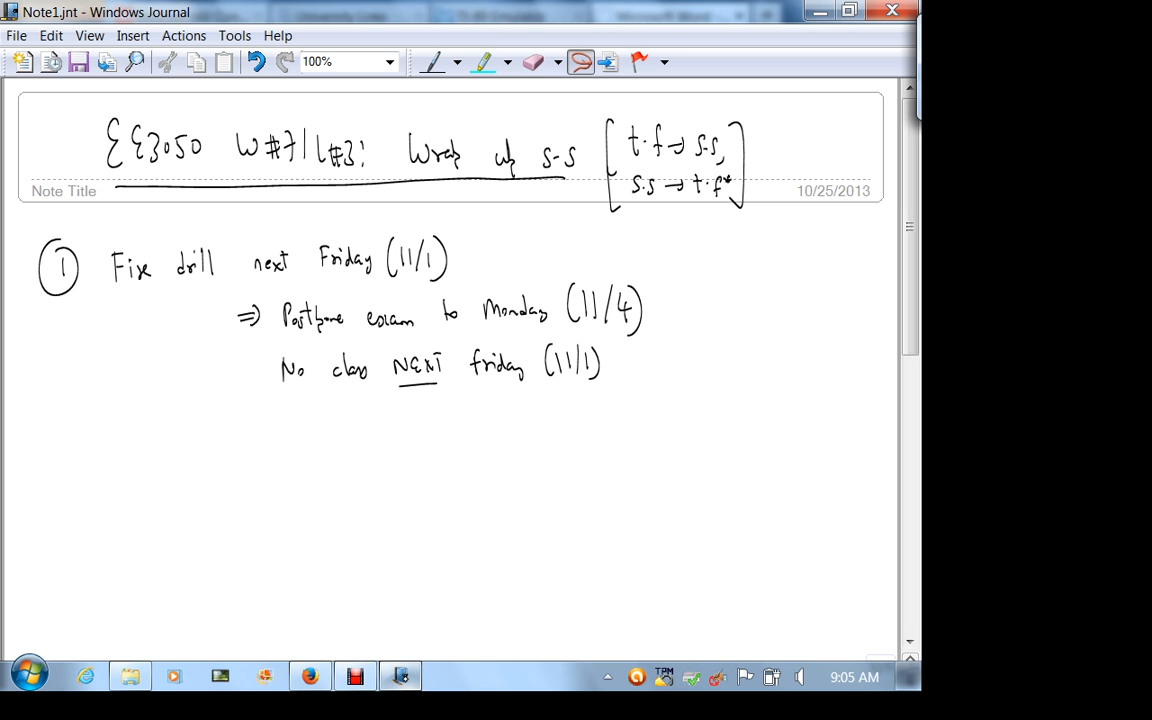 Note1.jnt - Windows Journal
File Edit View Insert Actions Tools Help
100%
EE3050 W#7/L#3: Wrap up s-s [t.f → s.s,
s.s → t.f*]
Note Title 10/25/2013
① Fire drill next Friday (11/1)
⇒ Postpone exam to Monday (11/4)
No class NEXT friday (11/1)
9:05 AM